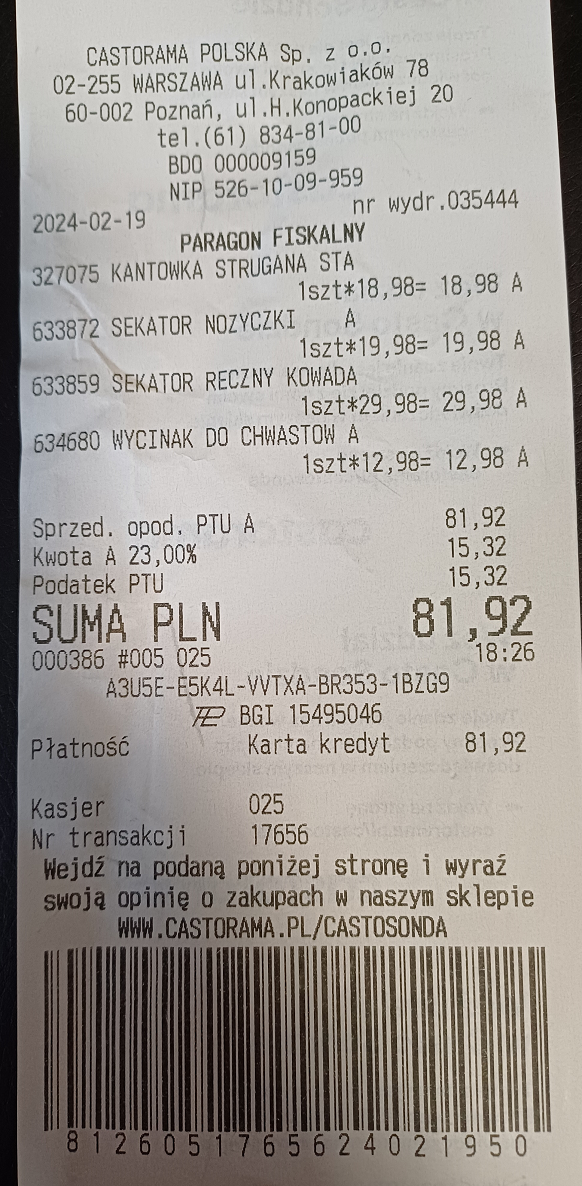 CASTORAMA POLSKA Sp. z o.o.
02-255 WARSZAWA ul.Krakowiaków 78
60-002 Poznań, ul.H.Konopackiej 20
tel.(61) 834-81-00
BDO 000009159
NIP 526-10-09-959
2024-02-19 nr wydr.035444
PARAGON FISKALNY
327075 KANTOWKA STRUGANA STA
1szt*18,98= 18,98 A
633872 SEKATOR NOZYCZKI A
1szt*19,98= 19,98 A
633859 SEKATOR RECZNY KOWADA
1szt*29,98= 29,98 A
634680 WYCINAK DO CHWASTOW A
1szt*12,98= 12,98 A
Sprzed. opod. PTU A 81,92
Kwota A 23,00% 15,32
Podatek PTU 15,32
SUMA PLN 81,92
000386 #005 025 18:26
A3U5E-E5K4L-VVTXA-BR353-1BZG9
BGI 15495046
Płatność Karta kredyt 81,92
Kasjer 025
Nr transakcji 17656
Wejdź na podaną poniżej stronę i wyraź
swoją opinię o zakupach w naszym sklepie
WWW.CASTORAMA.PL/CASTOSONDA
8126051765624021950